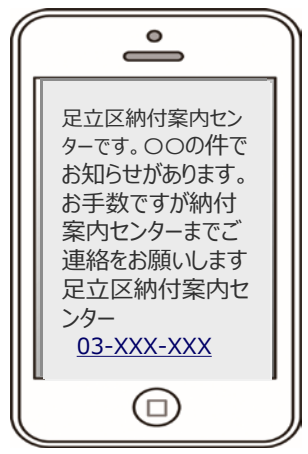 足立区納付案内セン
ターです。〇〇の件で
お知らせがあります。
お手数ですが納付
案内センターまでご
連絡をお願いします
足立区納付案内セ
ンター
03-XXX-XXX